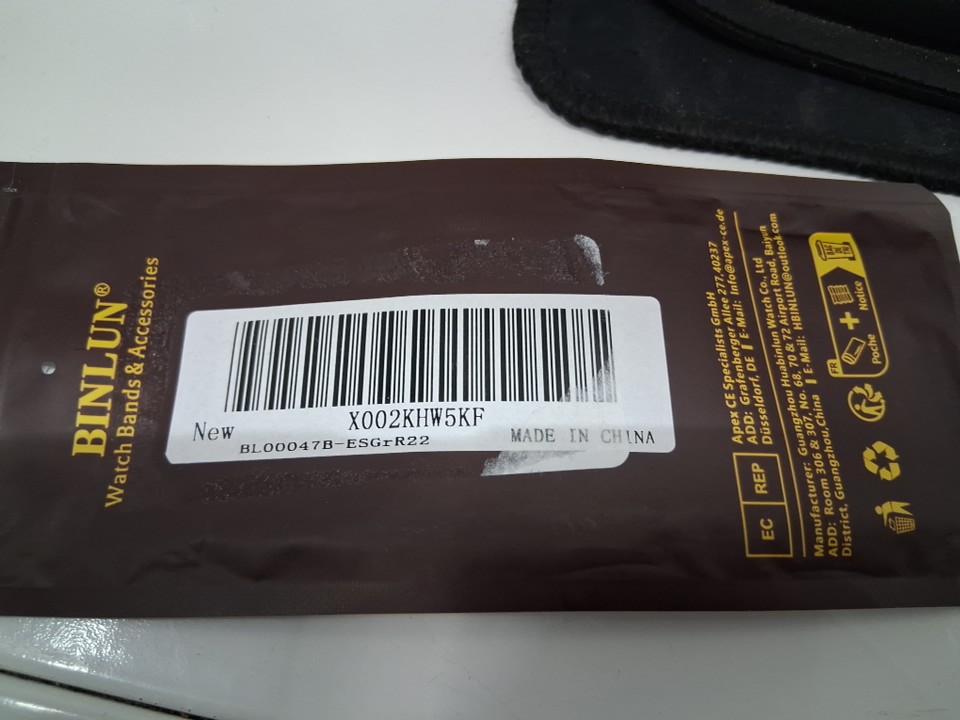 BINLUN®
Watch Bands & Accessories
X002KHW5KF
New
BL00047B-ESGrR22
MADE IN CHINA
EC REP
Apex CE Specialists GmbH
ADD: Grafenberger Allee 277,40237
Düsseldorf, DE | E-Mail: Info@apex-ce.de
Manufacturer: Guangzhou Huabinlun Watch Co., Ltd
ADD: Room 306 & 307, No. 68, 70 & 72 Airport Road, Baiyun
District, Guangzhou,China | E-Mail: HBINLUN@outlook.com
FR
Poche
+
Notice